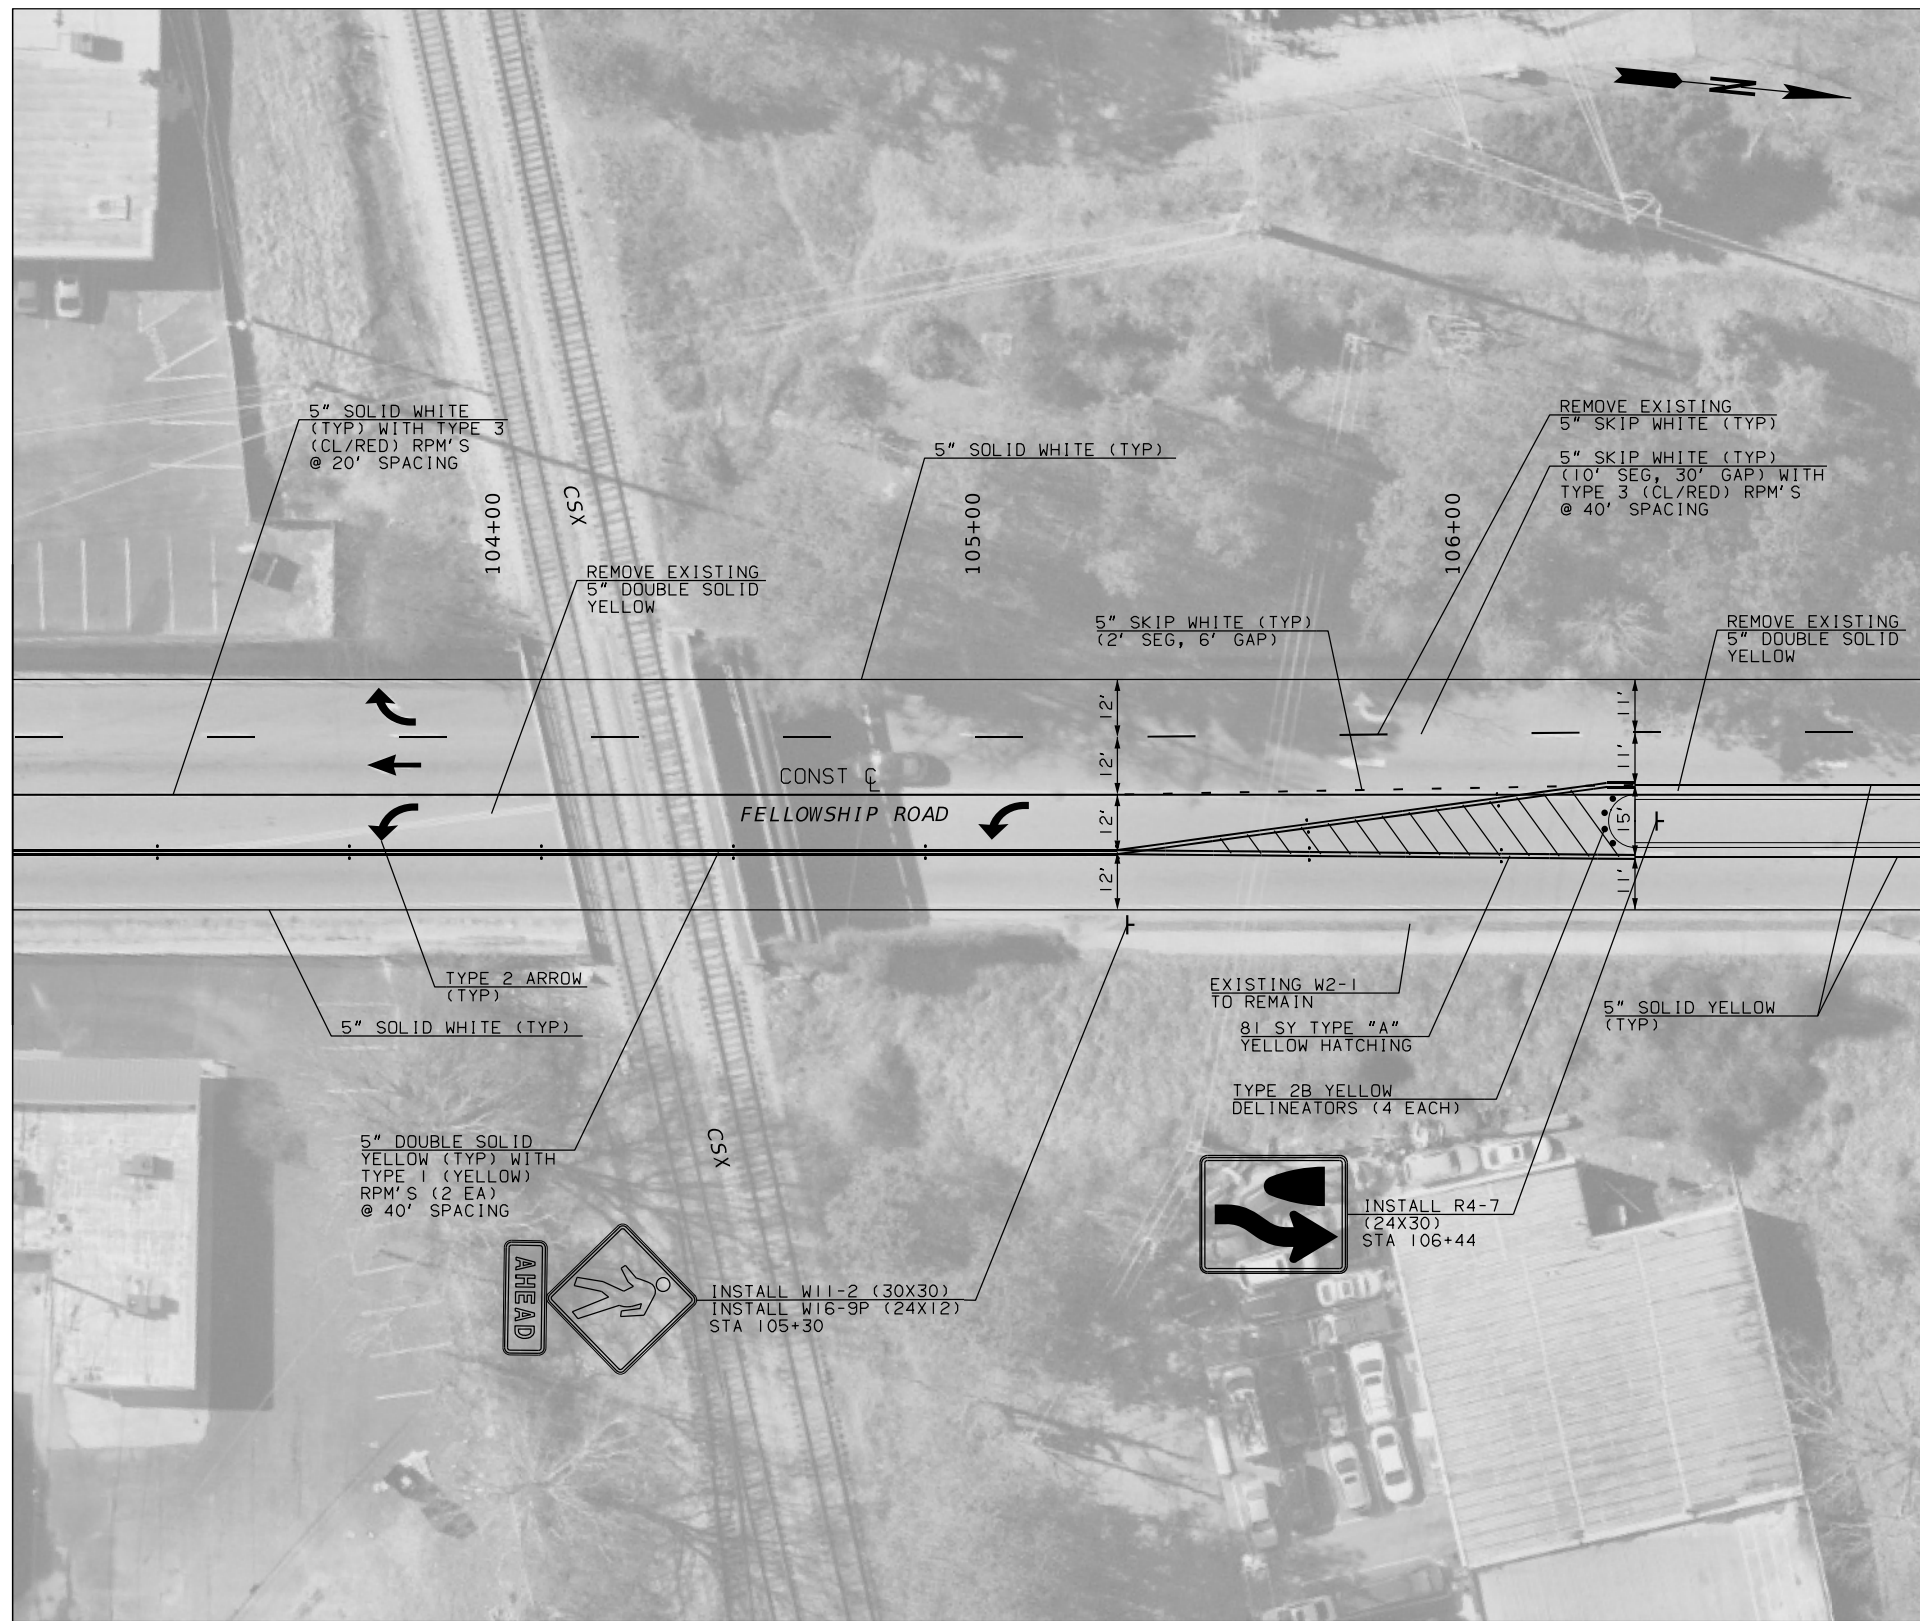 N
5" SOLID WHITE
(TYP) WITH TYPE 3
(CL/RED) RPM'S
@ 20' SPACING
104+00
CSX
5" SOLID WHITE (TYP)
105+00
REMOVE EXISTING
5" SKIP WHITE (TYP)
5" SKIP WHITE (TYP)
(10' SEG, 30' GAP) WITH
TYPE 3 (CL/RED) RPM'S
@ 40' SPACING
106+00
REMOVE EXISTING
5" DOUBLE SOLID
YELLOW
5" SKIP WHITE (TYP)
(2' SEG, 6' GAP)
REMOVE EXISTING
5" DOUBLE SOLID
YELLOW
12'
12'
12'
12'
11'
11'
15'
11'
CONST CL
FELLOWSHIP ROAD
TYPE 2 ARROW
(TYP)
5" SOLID WHITE (TYP)
EXISTING W2-1
TO REMAIN
81 SY TYPE "A"
YELLOW HATCHING
5" SOLID YELLOW
(TYP)
TYPE 2B YELLOW
DELINEATORS (4 EACH)
5" DOUBLE SOLID
YELLOW (TYP) WITH
TYPE 1 (YELLOW)
RPM'S (2 EA)
@ 40' SPACING
CSX
INSTALL R4-7
(24X30)
STA 106+44
AHEAD
INSTALL W11-2 (30X30)
INSTALL W16-9P (24X12)
STA 105+30